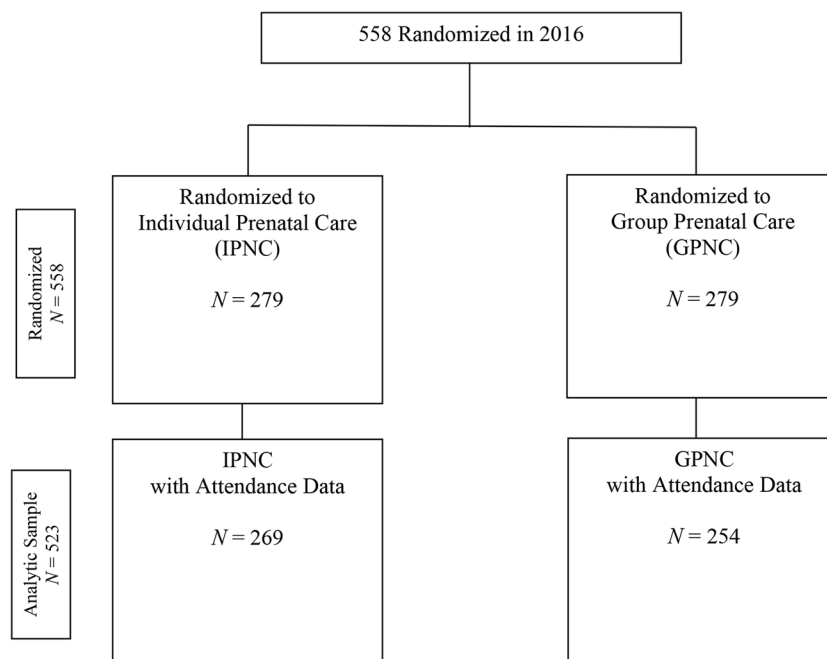 558 Randomized in 2016
Randomized
N = 558
Randomized to
Individual Prenatal Care
(IPNC)
N = 279
Randomized to
Group Prenatal Care
(GPNC)
N = 279
Analytic Sample
N = 523
IPNC
with Attendance Data
N = 269
GPNC
with Attendance Data
N = 254